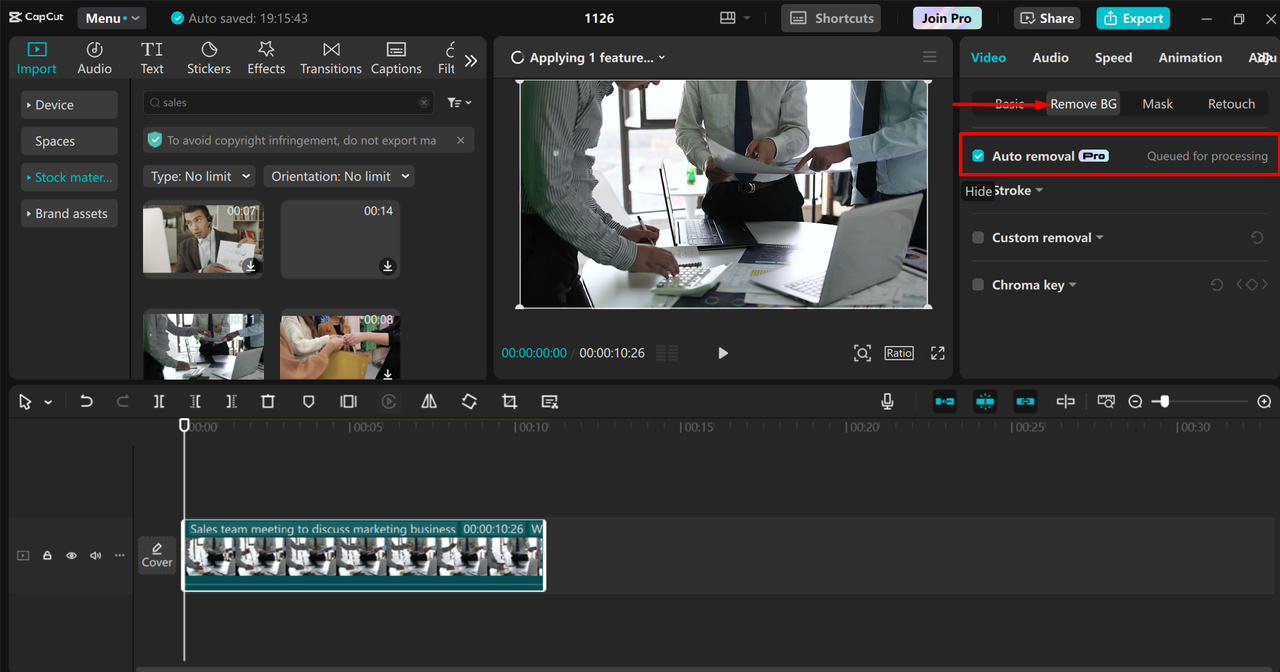 CapCut
Menu
Auto saved: 19:15:43
1126
Shortcuts
Join Pro
Share
Export
Import
Audio
Text
Stickers
Effects
Transitions
Captions
Filt
Applying 1 feature...
Video
Audio
Speed
Animation
Device
Spaces
Stock mater...
Brand assets
sales
To avoid copyright infringement, do not export ma
Type: No limit
Orientation: No limit
00:07
00:14
00:08
Basic
Remove BG
Mask
Retouch
Auto removal Pro
Queued for processing
Hide
Stroke
Custom removal
Chroma key
00:00:00:00 / 00:00:10:26
Ratio
00:00
00:05
00:10
00:15
00:20
00:25
00:30
Cover
Sales team meeting to discuss marketing business 00:00:10:26 W